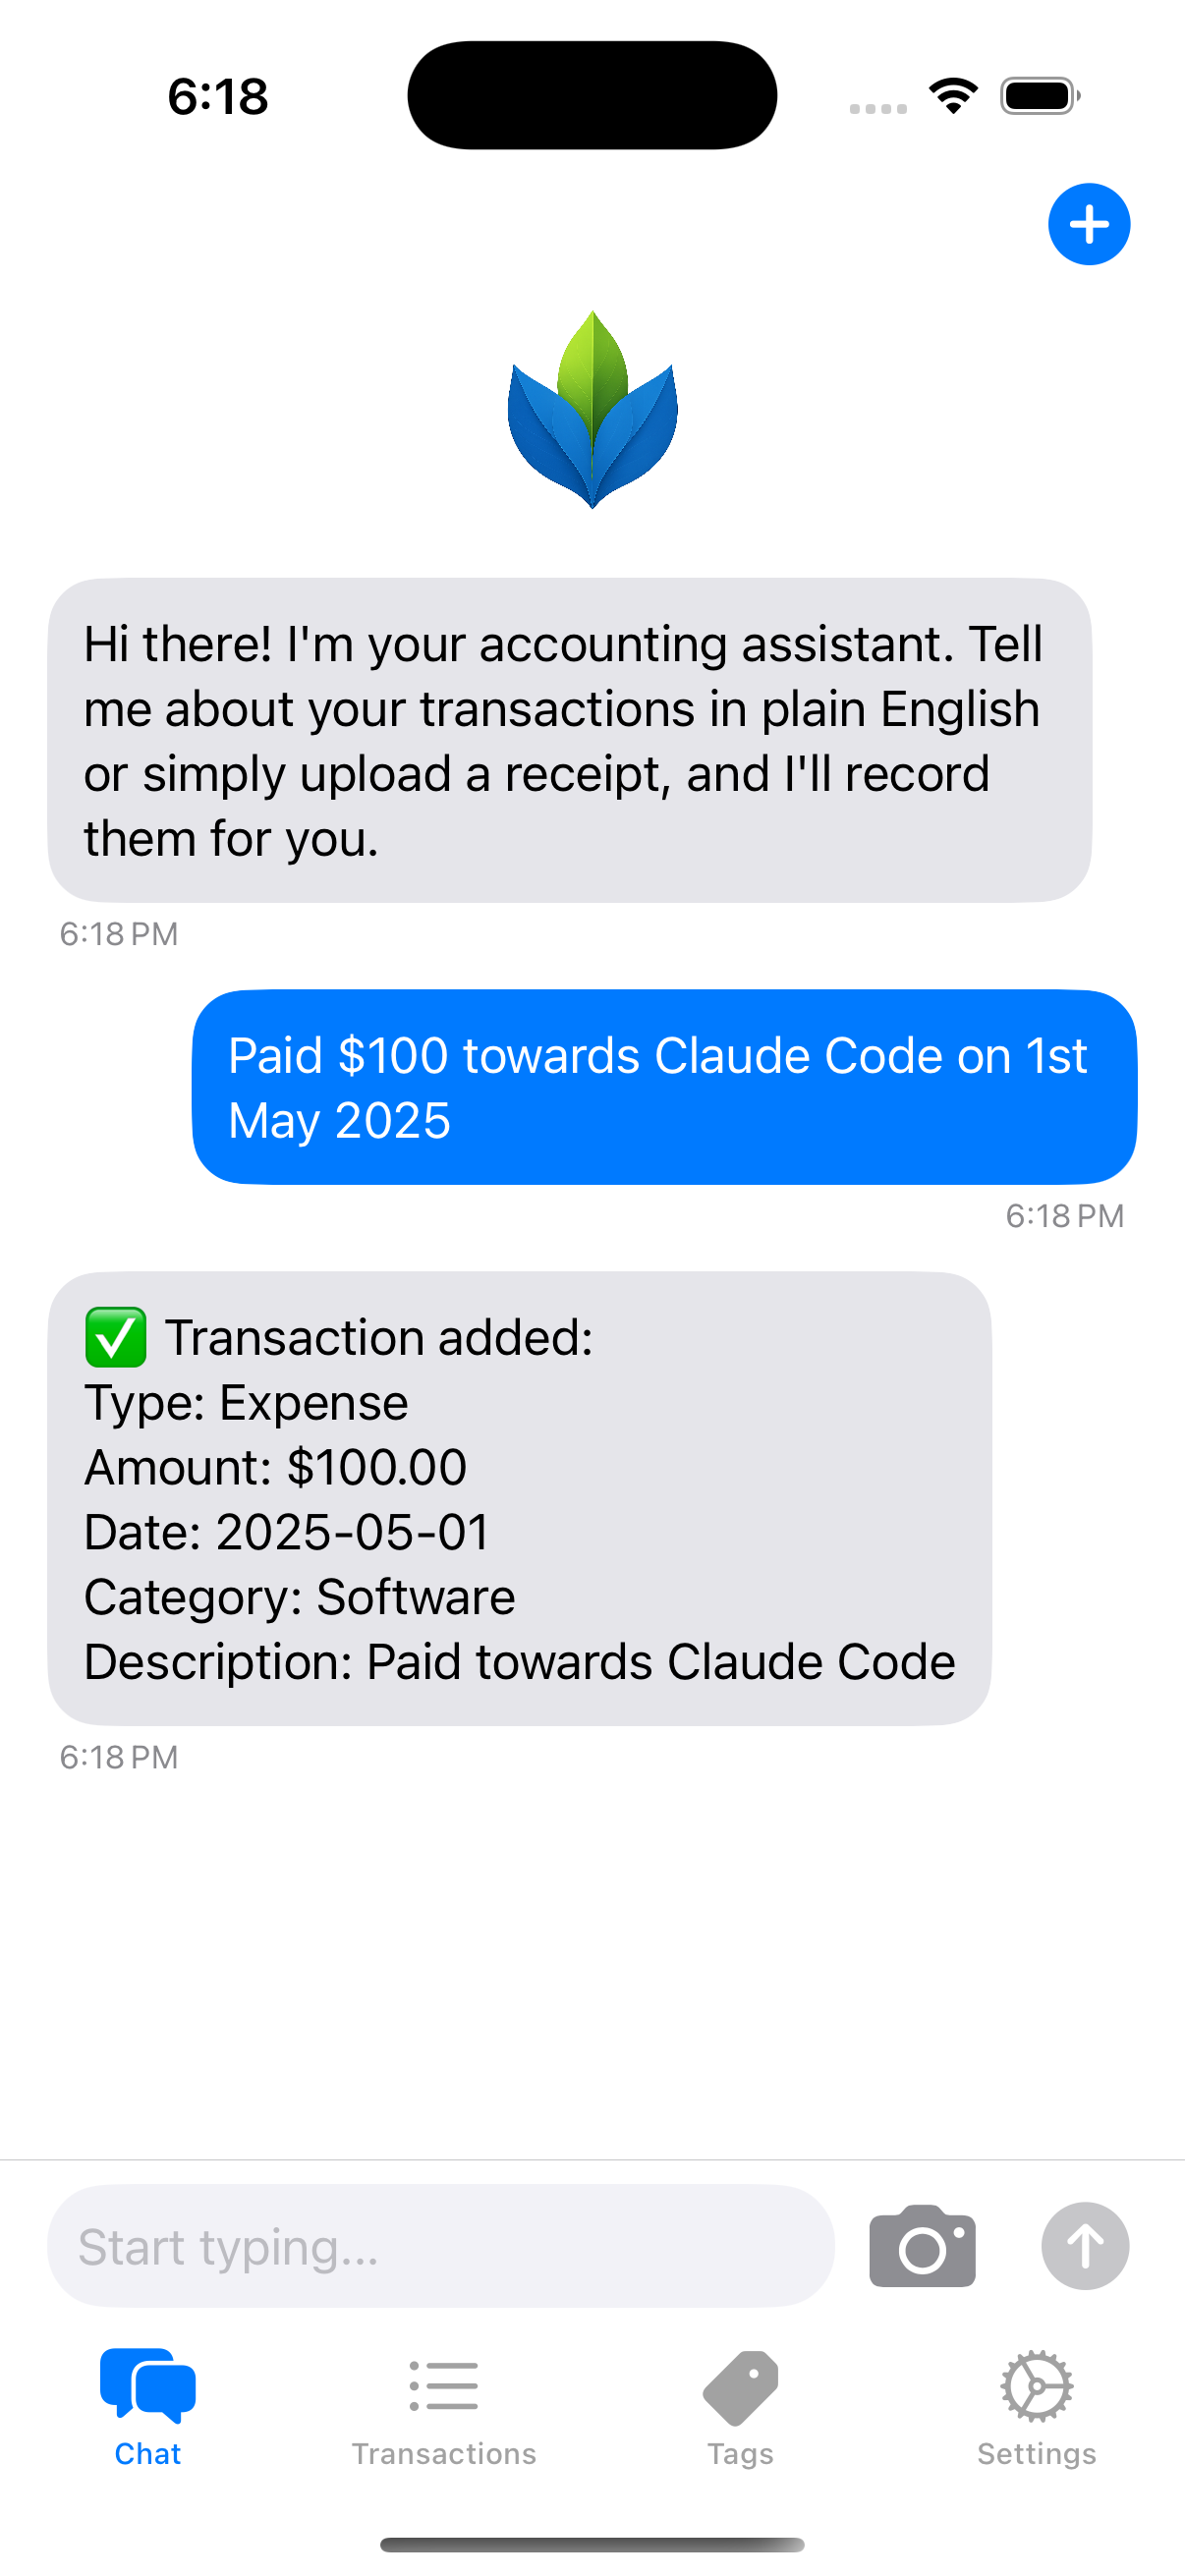 6:18
Hi there! I'm your accounting assistant. Tell
me about your transactions in plain English
or simply upload a receipt, and I'll record
them for you.
6:18 PM
Paid $100 towards Claude Code on 1st
May 2025
6:18 PM
✅ Transaction added:
Type: Expense
Amount: $100.00
Date: 2025-05-01
Category: Software
Description: Paid towards Claude Code
6:18 PM
Start typing...
Chat
Transactions
Tags
Settings